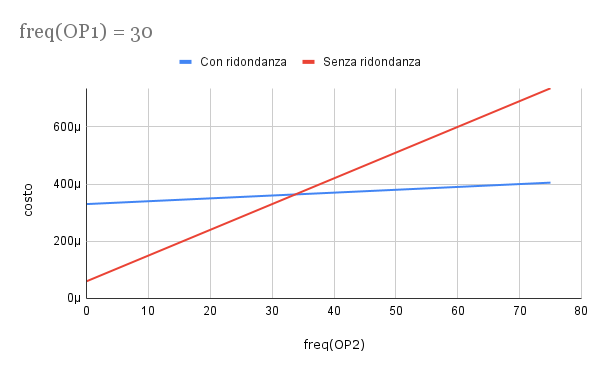 freq(OP1) = 30
Con ridondanza
Senza ridondanza
600µ
400µ
200µ
0µ
costo
0 10 20 30 40 50 60 70 80
freq(OP2)